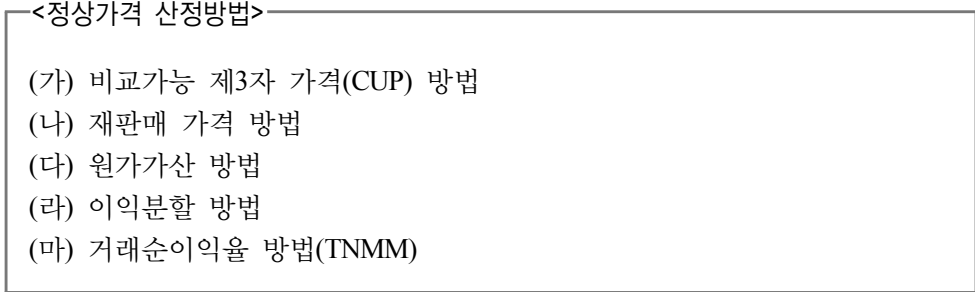 <정상가격 산정방법>
(가) 비교가능 제3자 가격(CUP) 방법
(나) 재판매 가격 방법
(다) 원가가산 방법
(라) 이익분할 방법
(마) 거래순이익율 방법(TNMM)